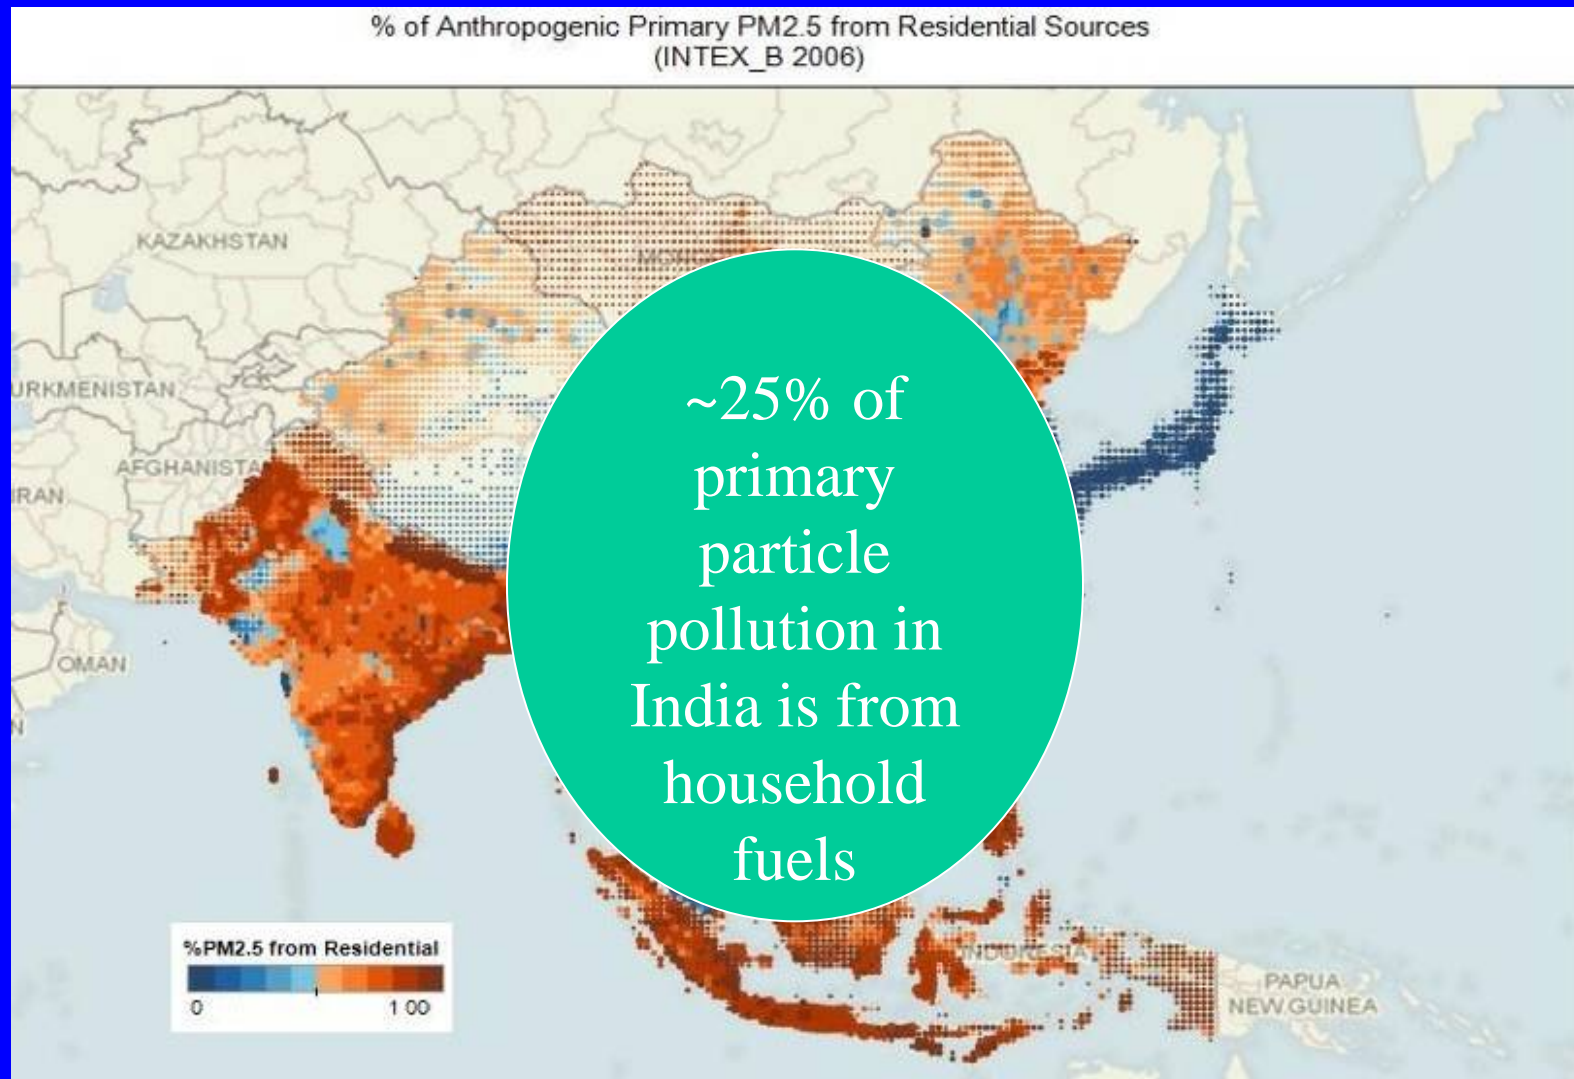 % of Anthropogenic Primary PM2.5 from Residential Sources
(INTEX_B 2006)
KAZAKHSTAN
URKMENISTAN
AFGHANISTA
IRAN
OMAN
N
~25% of
primary
particle
pollution in
India is from
household
fuels
%PM2.5 from Residential
0
1 00
INDONESIA
PAPUA
NEW GUINEA